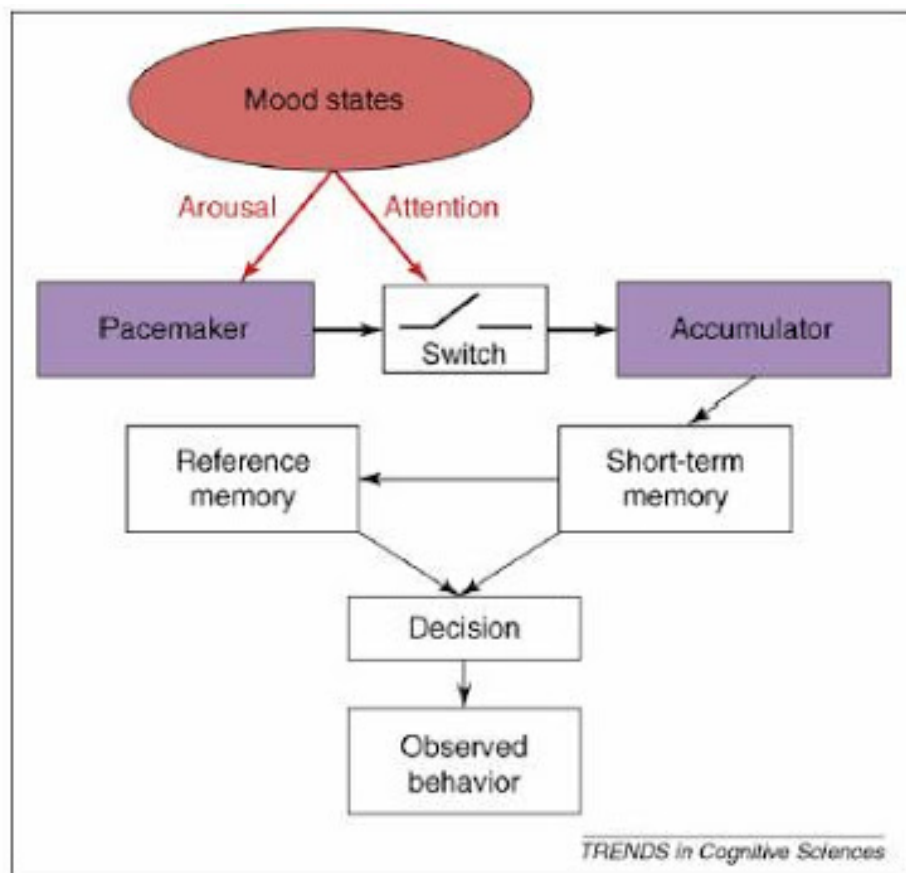 Mood states
Arousal
Attention
Pacemaker
Switch
Accumulator
Reference
memory
Short-term
memory
Decision
Observed
behavior
TRENDS in Cognitive Sciences